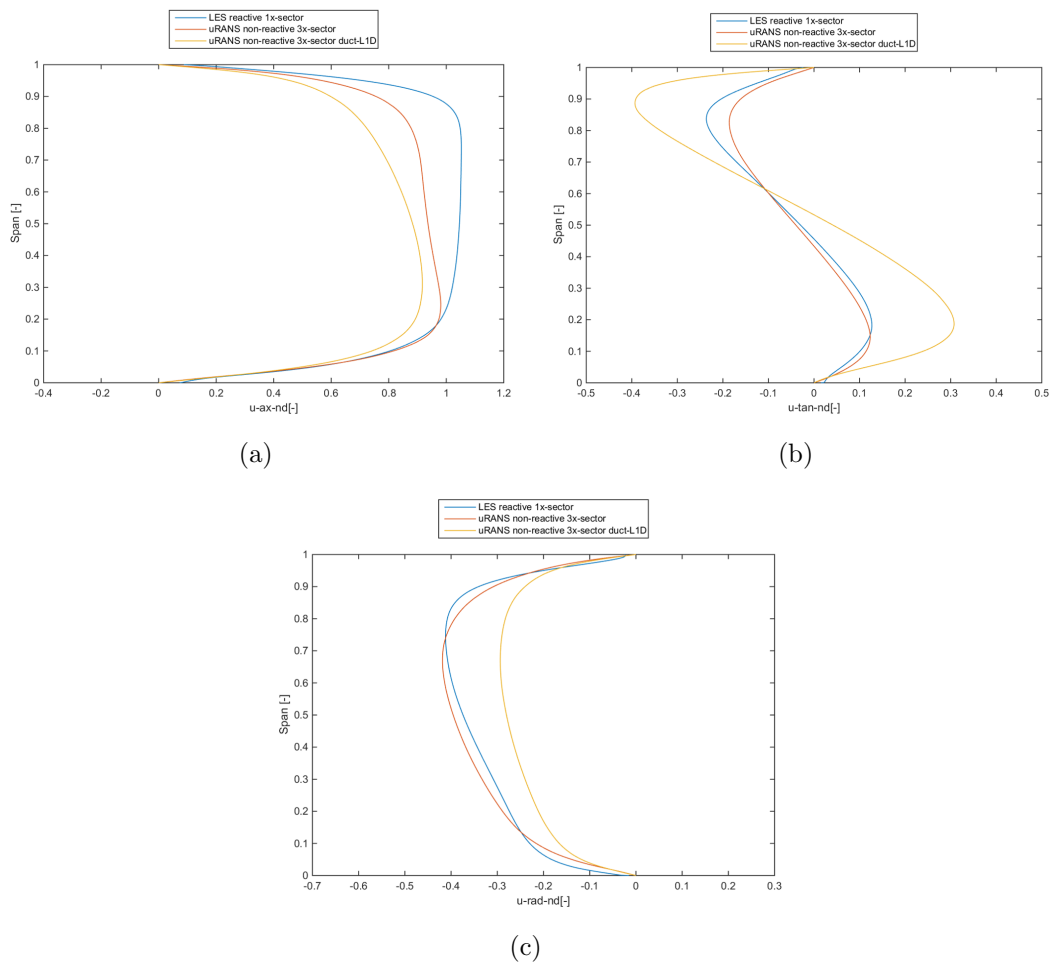 LES reactive 1x-sector
uRANS non-reactive 3x-sector
uRANS non-reactive 3x-sector duct-L1D
1
0.9
0.8
0.7
0.6
0.5
0.4
0.3
0.2
0.1
0
Span [-]
-0.4 -0.2 0 0.2 0.4 0.6 0.8 1 1.2
u-ax-nd[-]
(a)
LES reactive 1x-sector
uRANS non-reactive 3x-sector
uRANS non-reactive 3x-sector duct-L1D
1
0.9
0.8
0.7
0.6
0.5
0.4
0.3
0.2
0.1
0
Span [-]
-0.5 -0.4 -0.3 -0.2 -0.1 0 0.1 0.2 0.3 0.4 0.5
u-tan-nd[-]
(b)
LES reactive 1x-sector
uRANS non-reactive 3x-sector
uRANS non-reactive 3x-sector duct-L1D
1
0.9
0.8
0.7
0.6
0.5
0.4
0.3
0.2
0.1
0
Span [-]
-0.7 -0.6 -0.5 -0.4 -0.3 -0.2 -0.1 0 0.1 0.2 0.3
u-rad-nd[-]
(c)